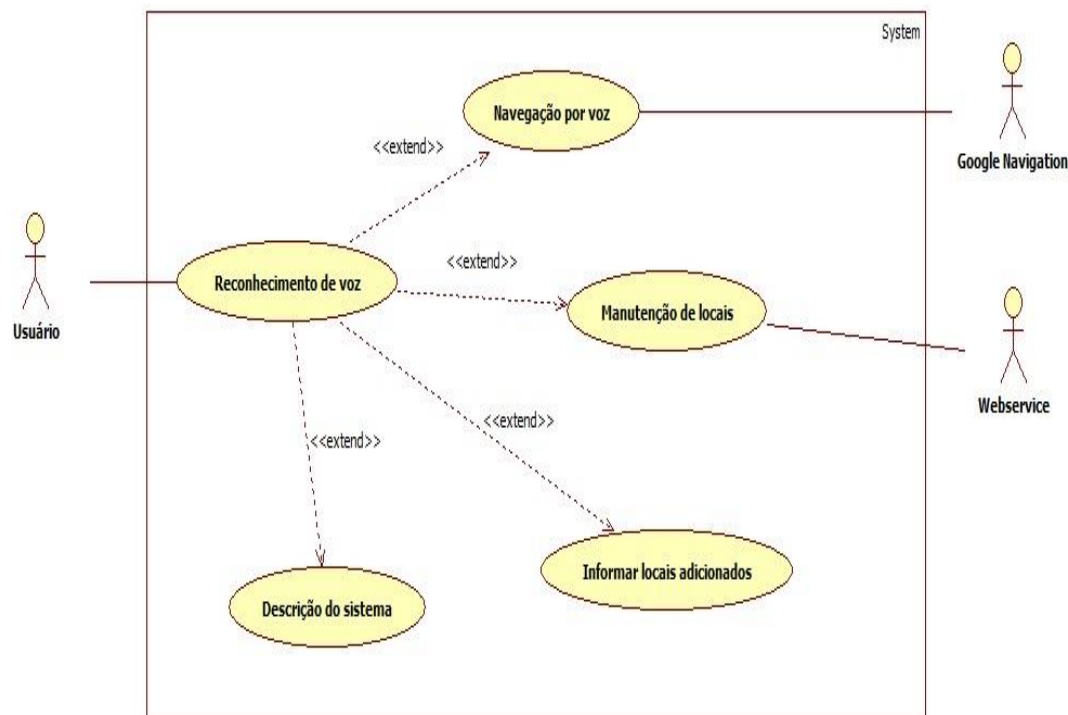 System
Navegação por voz
Google Navigation
<<extend>>
Reconhecimento de voz
<<extend>>
Usuário
Manutenção de locais
Webservice
<<extend>>
<<extend>>
Informar locais adicionados
Descrição do sistema